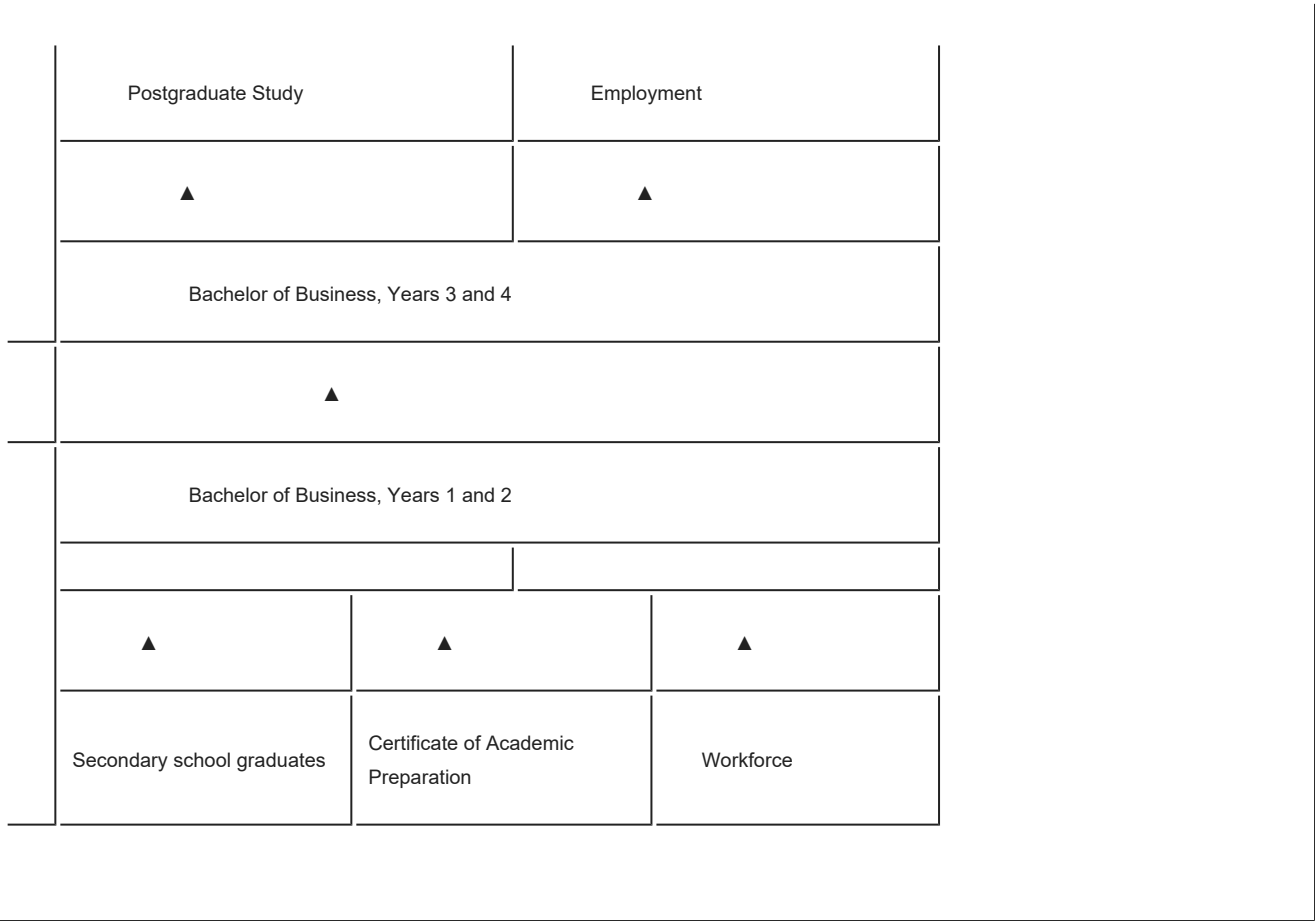 Postgraduate Study
Employment
▲
▲
Bachelor of Business, Years 3 and 4
▲
Bachelor of Business, Years 1 and 2
▲
▲
▲
Secondary school graduates
Certificate of Academic
Preparation
Workforce